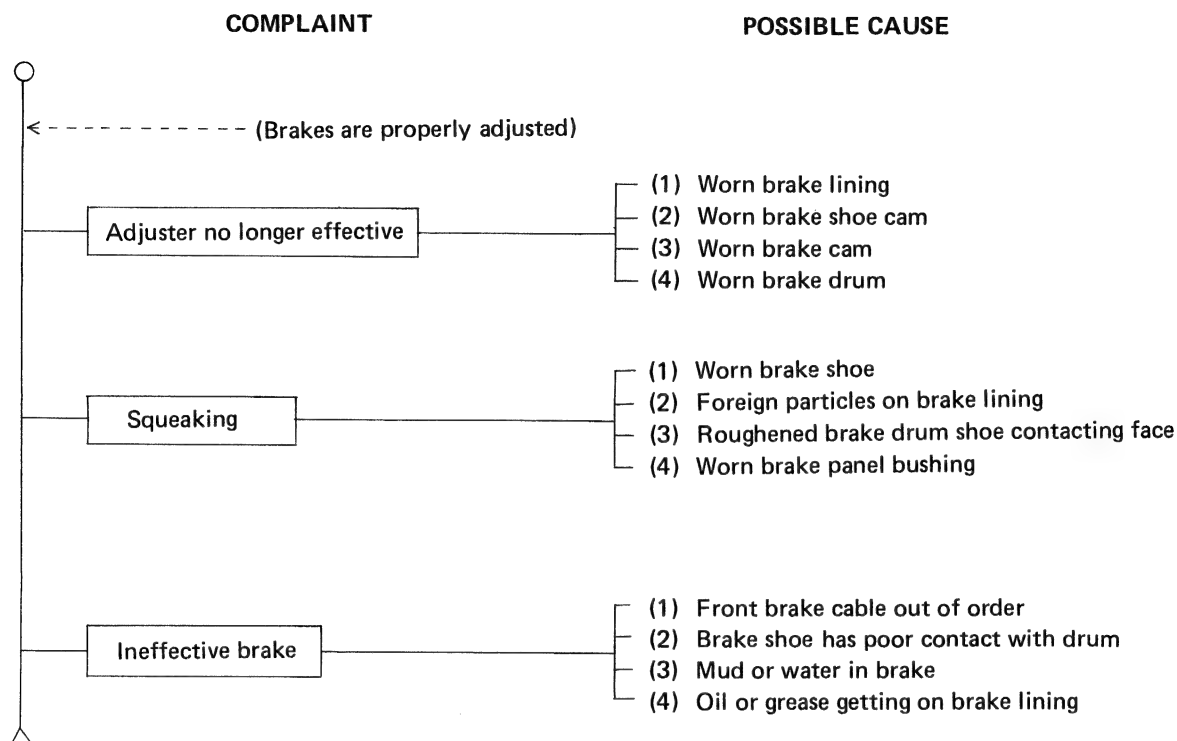 COMPLAINT
POSSIBLE CAUSE
(Brakes are properly adjusted)
Adjuster no longer effective
(1) Worn brake lining
(2) Worn brake shoe cam
(3) Worn brake cam
(4) Worn brake drum
Squeaking
(1) Worn brake shoe
(2) Foreign particles on brake lining
(3) Roughened brake drum shoe contacting face
(4) Worn brake panel bushing
Ineffective brake
(1) Front brake cable out of order
(2) Brake shoe has poor contact with drum
(3) Mud or water in brake
(4) Oil or grease getting on brake lining